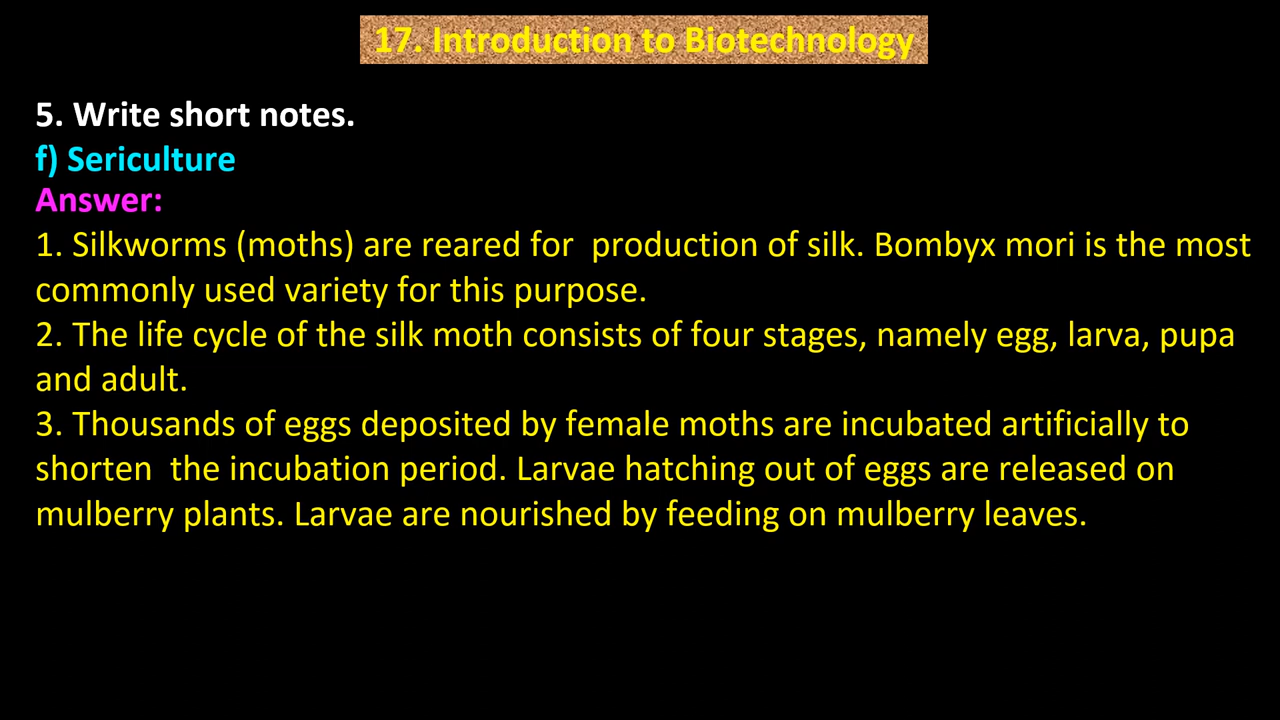 17. Introduction to Biotechnology
5. Write short notes.
f) Sericulture
Answer:
1. Silkworms (moths) are reared for  production of silk. Bombyx mori is the most
commonly used variety for this purpose.
2. The life cycle of the silk moth consists of four stages, namely egg, larva, pupa
and adult.
3. Thousands of eggs deposited by female moths are incubated artificially to
shorten  the incubation period. Larvae hatching out of eggs are released on
mulberry plants. Larvae are nourished by feeding on mulberry leaves.